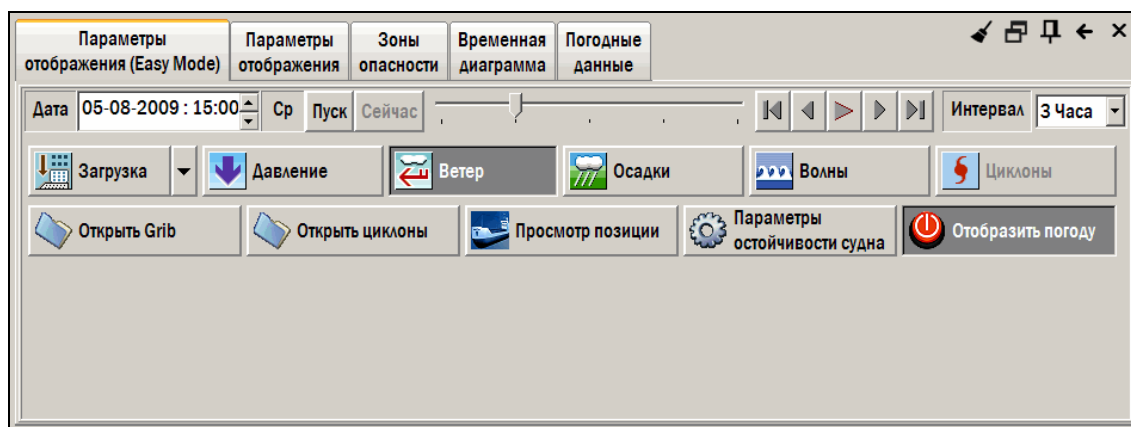 Параметры
отображения (Easy Mode)
Параметры
отображения
Зоны
опасности
Временная
диаграмма
Погодные
данные
Дата 05-08-2009 : 15:00 Ср Пуск Сейчас Интервал 3 Часа
Загрузка Давление Ветер Осадки Волны Циклоны
Открыть Grib Открыть циклоны Просмотр позиции Параметры
остойчивости судна Отобразить погоду